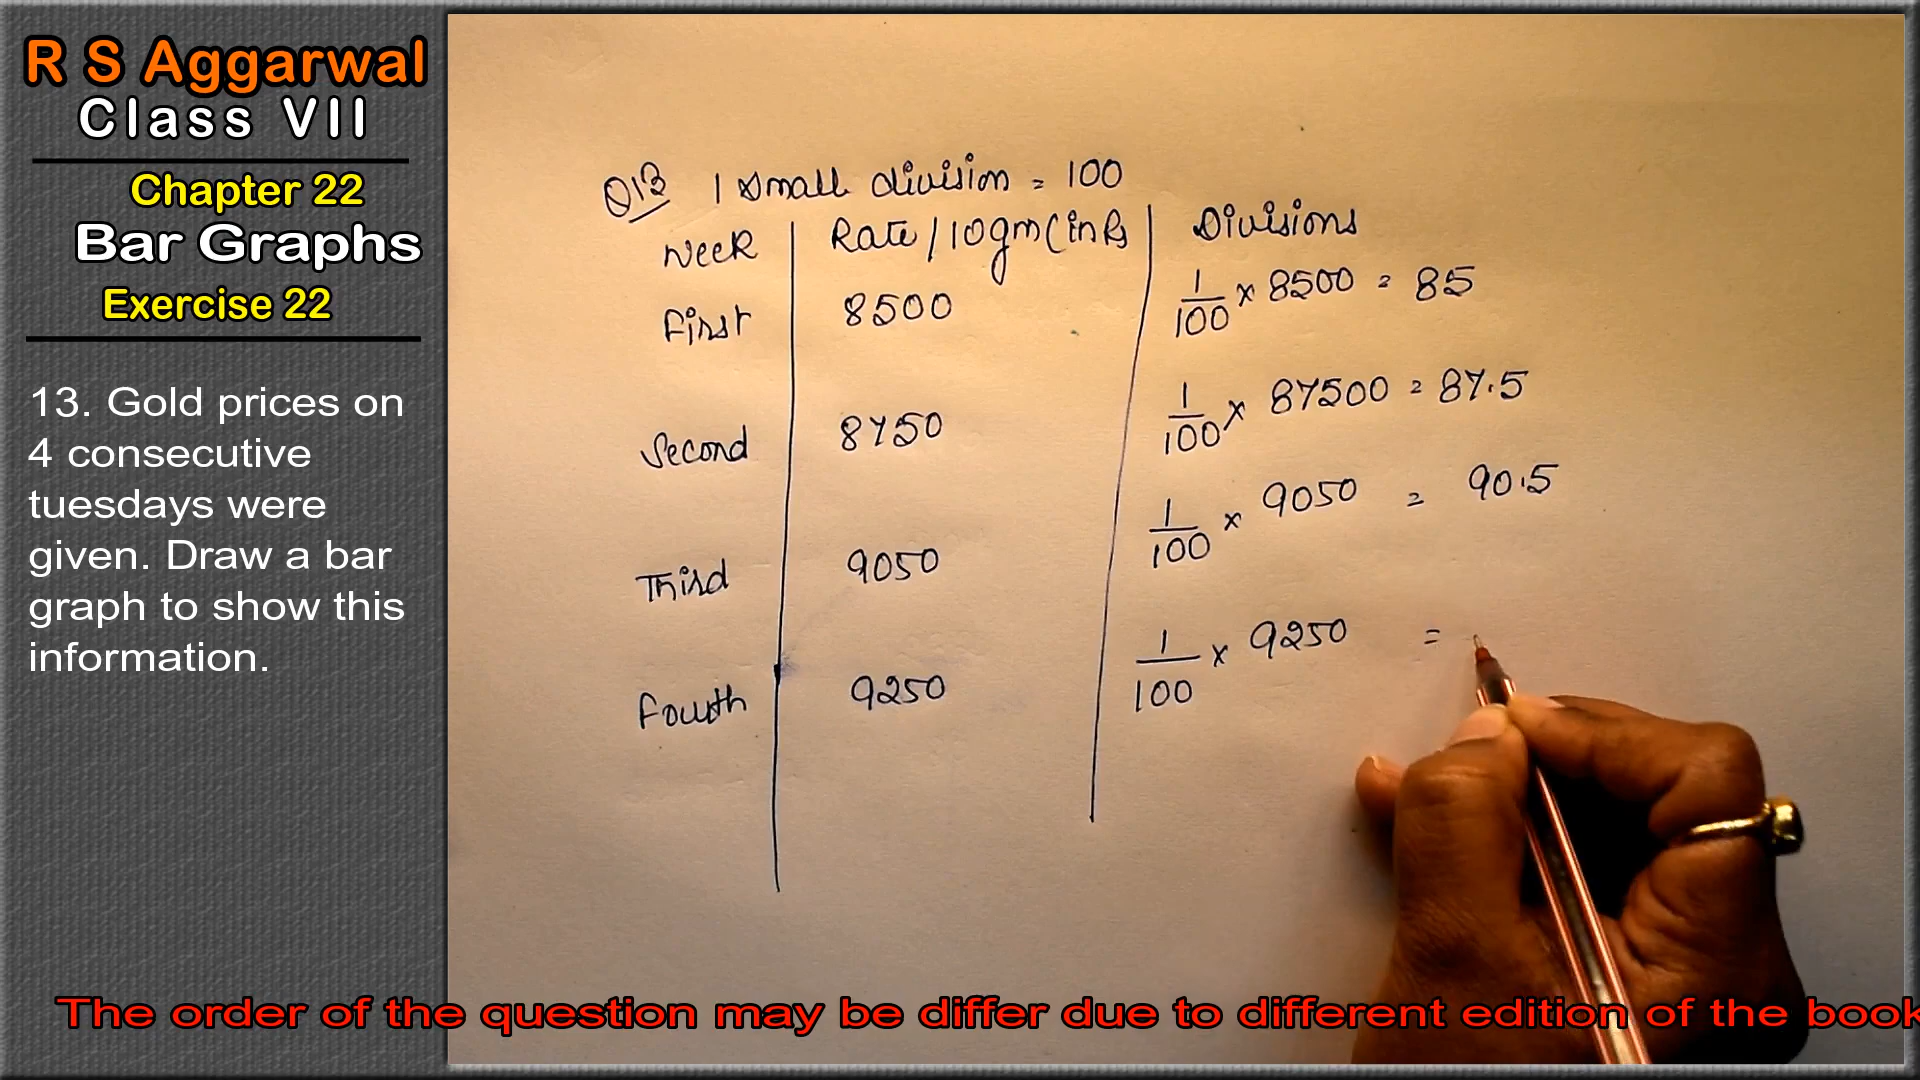 R S Aggarwal
Class VII
Chapter 22
Bar Graphs
Exercise 22
13. Gold prices on
4 consecutive
tuesdays were
given. Draw a bar
graph to show this
information.
Q13 1 small division = 100
Week Rate/10gm(in Rs Divisions
First 8500 1/100 × 8500 = 85
Second 8750 1/100 × 87500 = 87.5
Third 9050 1/100 × 9050 = 90.5
Fourth 9250 1/100 × 9250 =
The order of the question may be differ due to different edition of the book